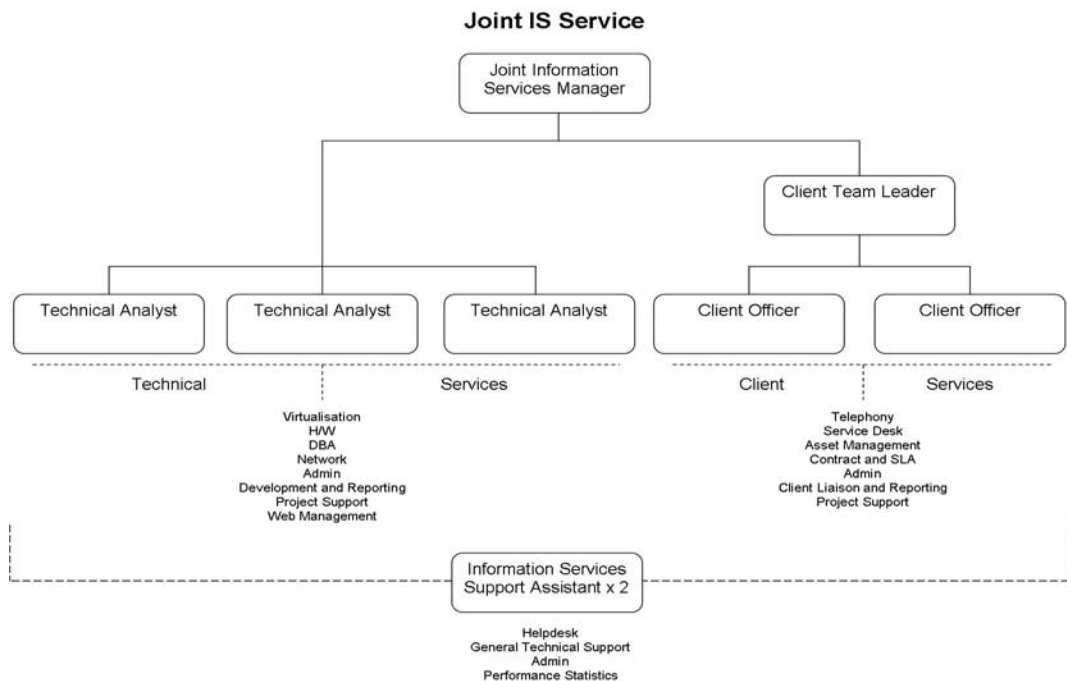 Joint IS Service
Joint Information
Services Manager
Client Team Leader
Technical Analyst
Technical Analyst
Technical Analyst
Client Officer
Client Officer
Technical
Services
Client
Services
Virtualisation
H/W
DBA
Network
Admin
Development and Reporting
Project Support
Web Management
Telephony
Service Desk
Asset Management
Contract and SLA
Admin
Client Liaison and Reporting
Project Support
Information Services
Support Assistant x 2
Helpdesk
General Technical Support
Admin
Performance Statistics